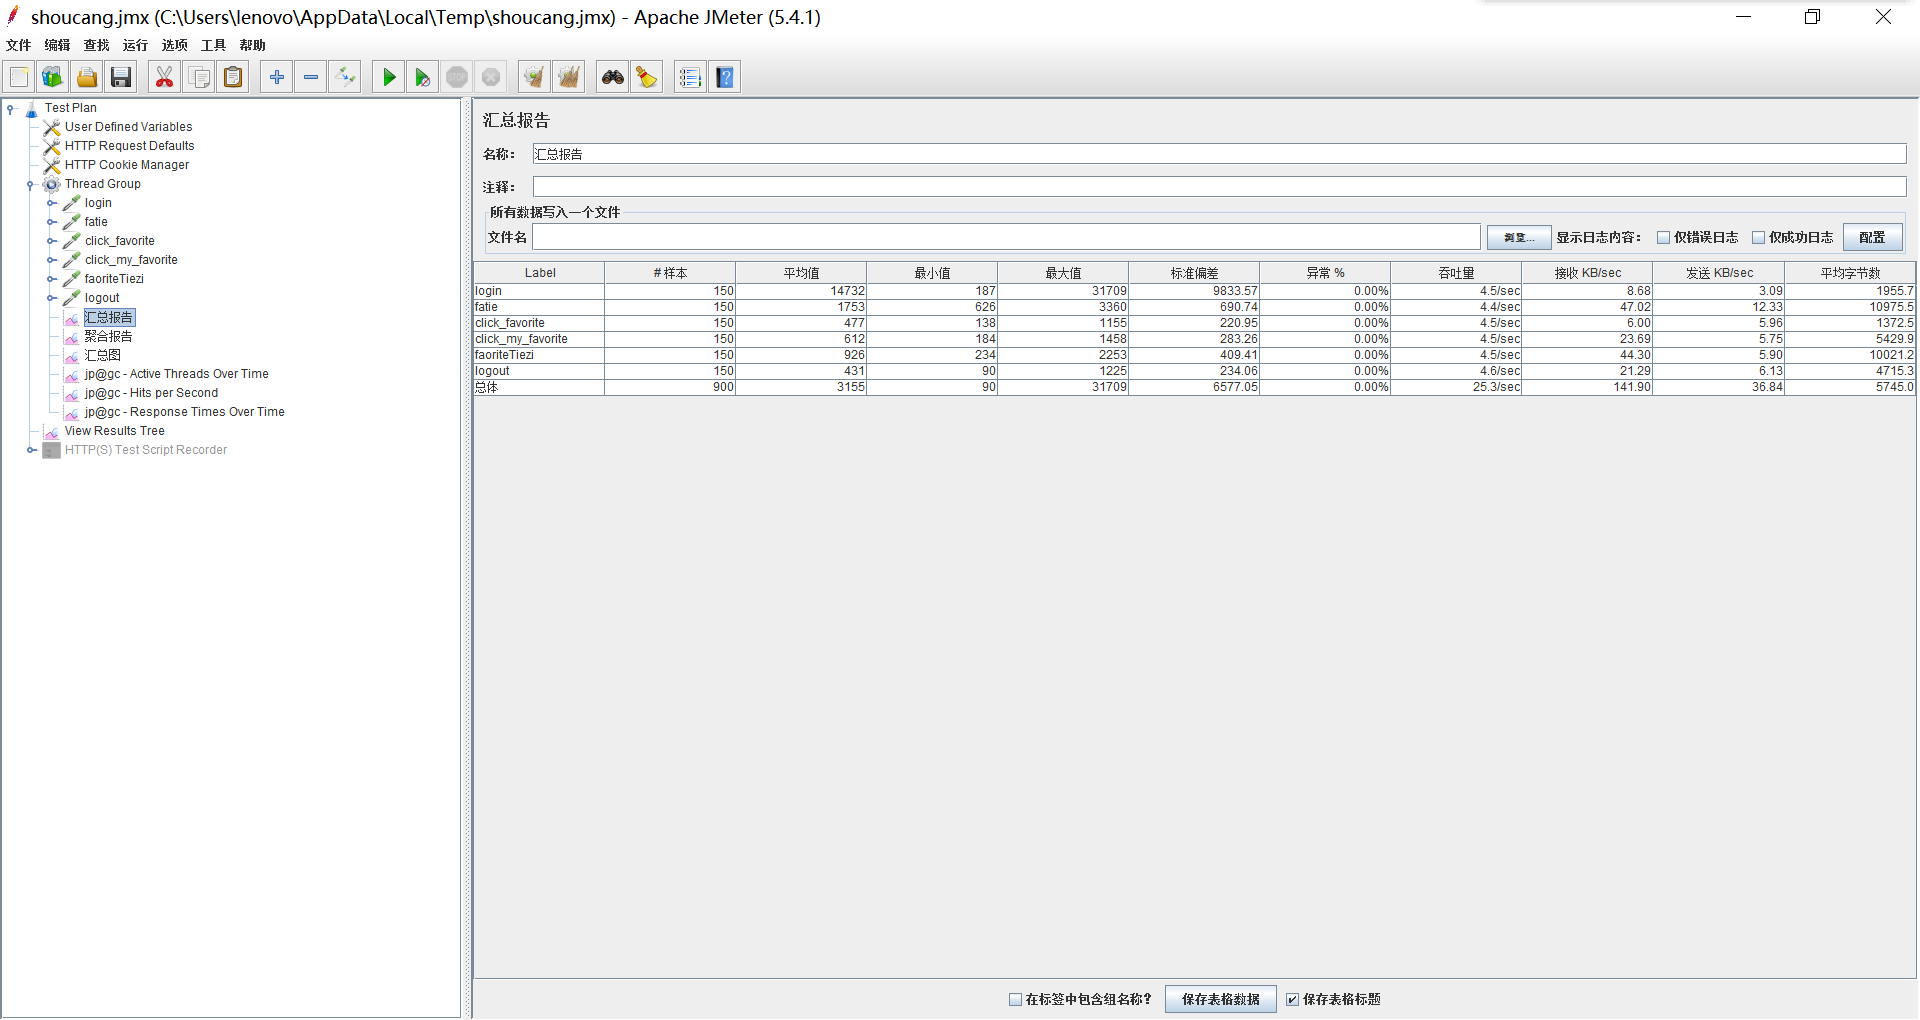 shoucang.jmx (C:\Users\lenovo\AppData\Local\Temp\shoucang.jmx) - Apache JMeter (5.4.1)
文件 编辑 查找 运行 选项 工具 帮助
Test Plan
User Defined Variables
HTTP Request Defaults
HTTP Cookie Manager
Thread Group
login
fatie
click_favorite
click_my_favorite
faoriteTiezi
logout
汇总报告
聚合报告
汇总图
jp@gc - Active Threads Over Time
jp@gc - Hits per Second
jp@gc - Response Times Over Time
View Results Tree
HTTP(S) Test Script Recorder
汇总报告
名称： 汇总报告
注释：
所有数据写入一个文件
文件名 浏览... 显示日志内容： 仅错误日志 仅成功日志 配置
Label # 样本 平均值 最小值 最大值 标准偏差 异常 % 吞吐量 接收 KB/sec 发送 KB/sec 平均字节数
login 150 14732 187 31709 9833.57 0.00% 4.5/sec 8.68 3.09 1955.7
fatie 150 1753 626 3360 690.74 0.00% 4.4/sec 47.02 12.33 10975.5
click_favorite 150 477 138 1155 220.95 0.00% 4.5/sec 6.00 5.96 1372.5
click_my_favorite 150 612 184 1458 283.26 0.00% 4.5/sec 23.69 5.75 5429.9
faoriteTiezi 150 926 234 2253 409.41 0.00% 4.5/sec 44.30 5.90 10021.2
logout 150 431 90 1225 234.06 0.00% 4.6/sec 21.29 6.13 4715.3
总体 900 3155 90 31709 6577.05 0.00% 25.3/sec 141.90 36.84 5745.0
在标签中包含组名称? 保存表格数据 保存表格标题